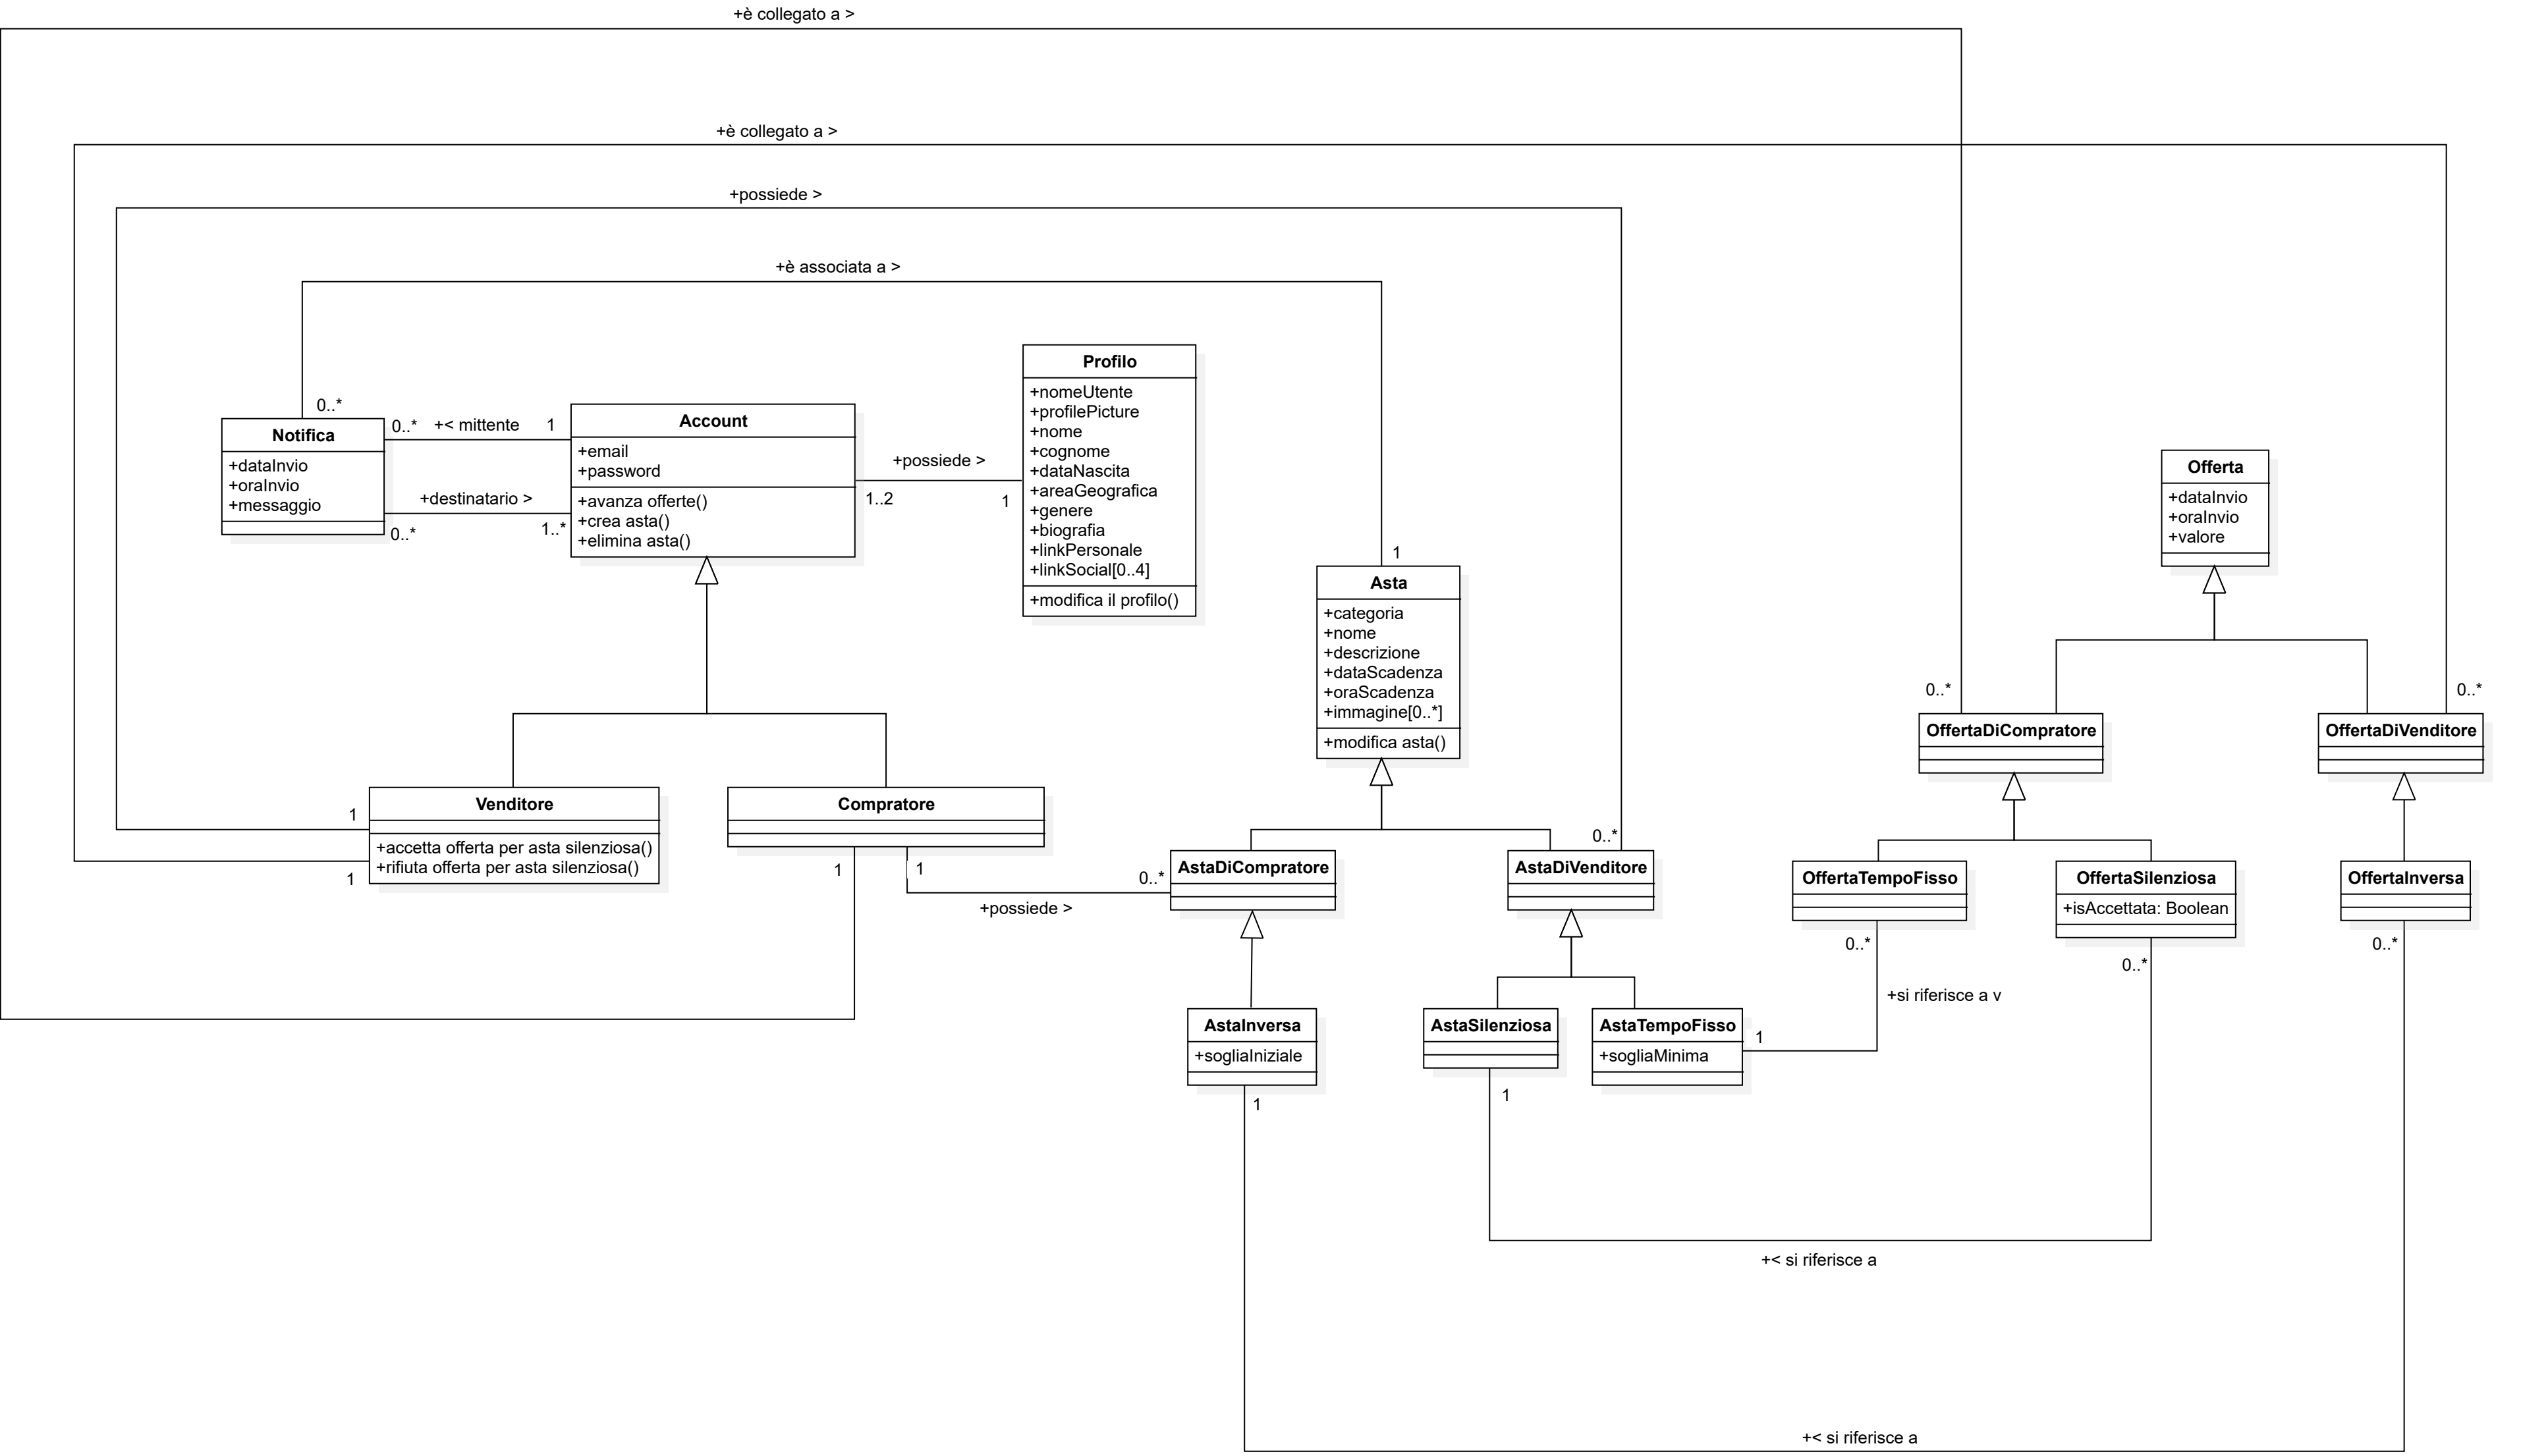 +è collegato a >
+è collegato a >
+possiede >
+è associata a >
0..*
Notifica
+dataInvio
+oraInvio
+messaggio
0..*
+< mittente
1
+destinatario >
0..*
1..*
Account
+email
+password
+avanza offerte()
+crea asta()
+elimina asta()
+possiede >
1..2
1
Profilo
+nomeUtente
+profilePicture
+nome
+cognome
+dataNascita
+areaGeografica
+genere
+biografia
+linkPersonale
+linkSocial[0..4]
+modifica il profilo()
1
Asta
+categoria
+nome
+descrizione
+dataScadenza
+oraScadenza
+immagine[0..*]
+modifica asta()
Offerta
+dataInvio
+oraInvio
+valore
0..*
0..*
OffertaDiCompratore
OffertaDiVenditore
1
1
Venditore
+accetta offerta per asta silenziosa()
+rifiuta offerta per asta silenziosa()
Compratore
1
1
0..*
+possiede >
AstaDiCompratore
0..*
AstaDiVenditore
OffertaTempoFisso
OffertaSilenziosa
+isAccettata: Boolean
OffertaInversa
0..*
0..*
0..*
+si riferisce a v
AstaInversa
+sogliaIniziale
AstaSilenziosa
AstaTempoFisso
+sogliaMinima
1
1
1
+< si riferisce a
+< si riferisce a